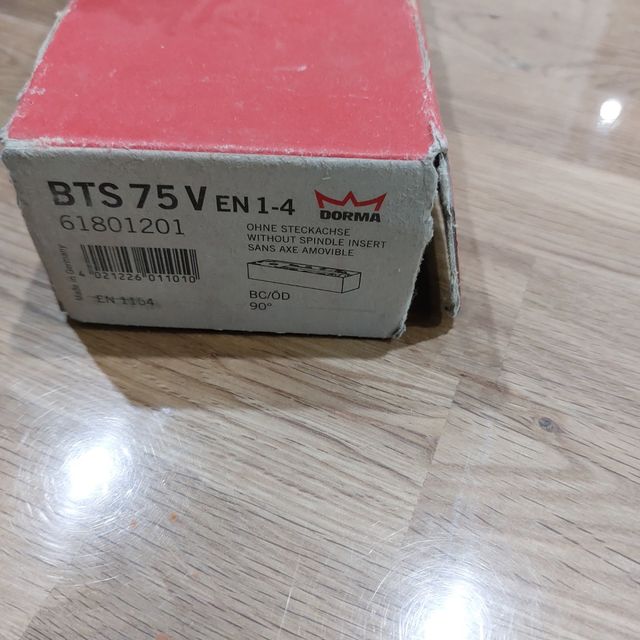 BTS 75 V EN 1-4
DORMA
61801201
OHNE STECKACHSE
WITHOUT SPINDLE INSERT
SANS AXE AMOVIBLE
Made in Germany
4 021226 011010
EN 1154
BC/ÖD
90°